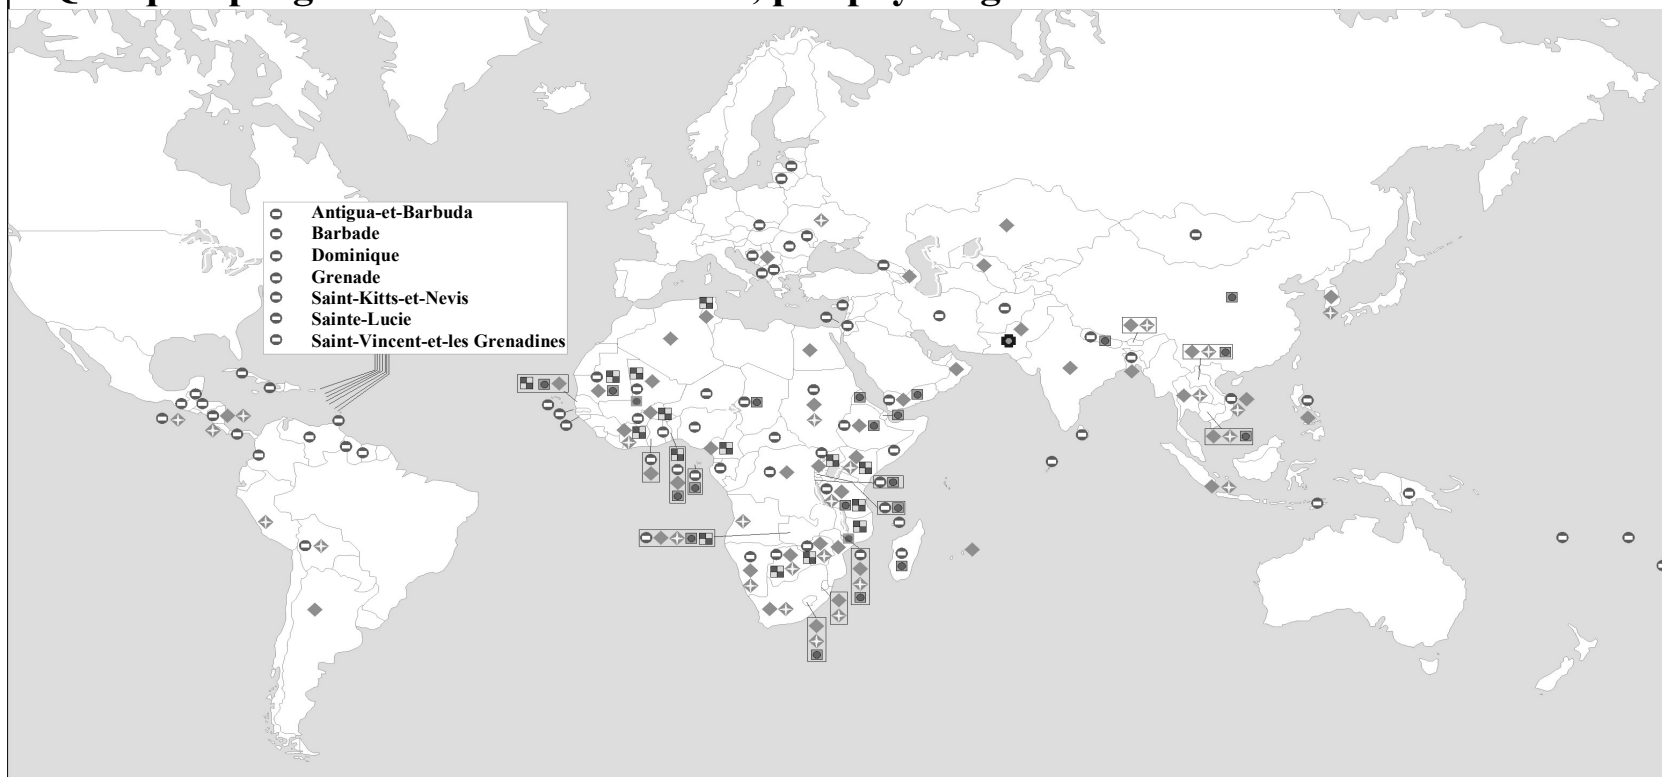 Antigua-et-Barbuda
Barbade
Dominique
Grenade
Saint-Kitts-et-Nevis
Sainte-Lucie
Saint-Vincent-et-les Grenadines